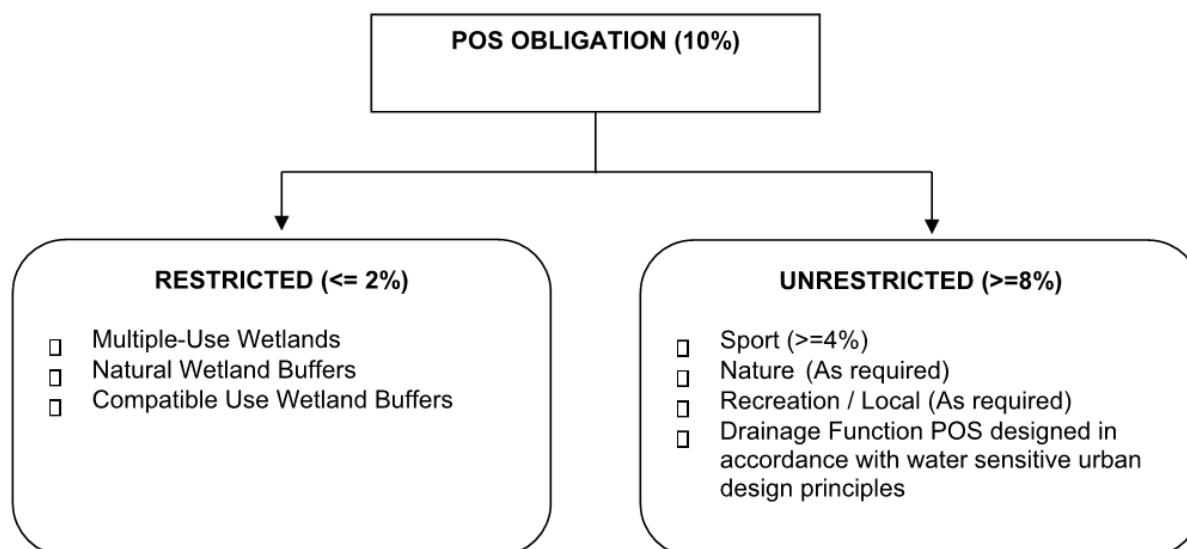 POS OBLIGATION (10%)
RESTRICTED (<= 2%)
Multiple-Use Wetlands
Natural Wetland Buffers
Compatible Use Wetland Buffers
UNRESTRICTED (>=8%)
Sport (>=4%)
Nature (As required)
Recreation / Local (As required)
Drainage Function POS designed in
accordance with water sensitive urban
design principles